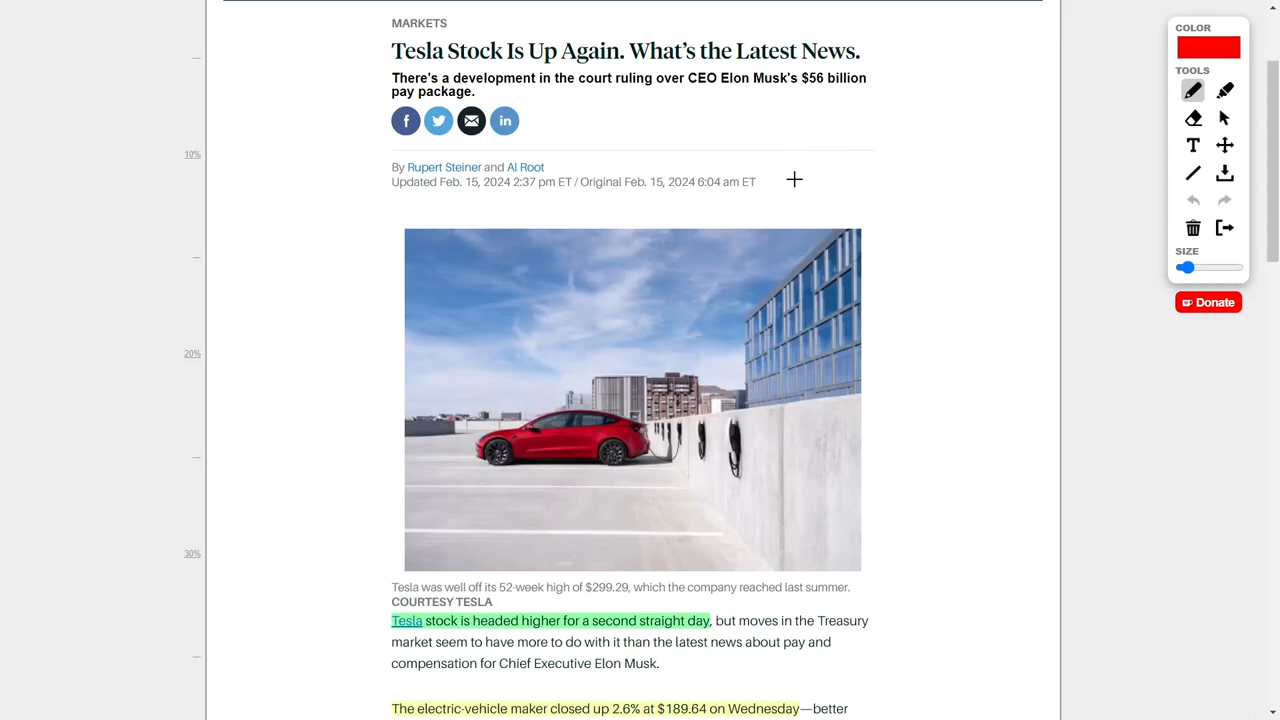 MARKETS
Tesla Stock Is Up Again. What's the Latest News.
There's a development in the court ruling over CEO Elon Musk's $56 billion
pay package.
By Rupert Steiner and Al Root
Updated Feb. 15, 2024 2:37 pm ET / Original Feb. 15, 2024 6:04 am ET
Tesla was well off its 52-week high of $299.29, which the company reached last summer.
COURTESY TESLA
Tesla stock is headed higher for a second straight day, but moves in the Treasury
market seem to have more to do with it than the latest news about pay and
compensation for Chief Executive Elon Musk.
The electric-vehicle maker closed up 2.6% at $189.64 on Wednesday—better
10%
20%
30%
COLOR
TOOLS
SIZE
Donate